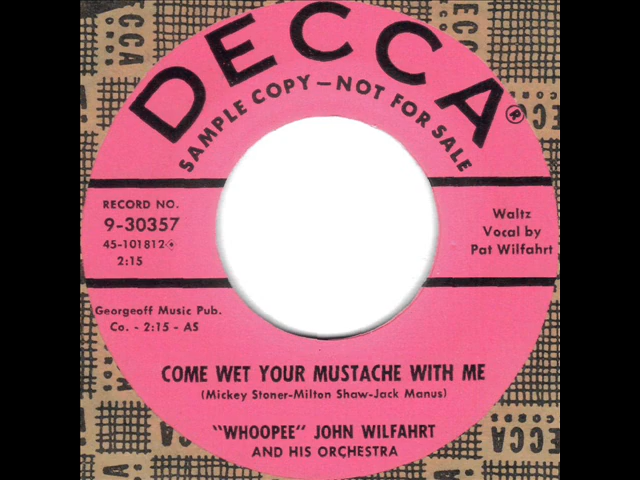 DECCA®
SAMPLE COPY—NOT FOR SALE
RECORD NO.
9-30357
45-101812
2:15
Waltz
Vocal by
Pat Wilfahrt
Georgeoff Music Pub.
Co. - 2:15 - AS
COME WET YOUR MUSTACHE WITH ME
(Mickey Stoner-Milton Shaw-Jack Manus)
"WHOOPEE" JOHN WILFAHRT
AND HIS ORCHESTRA